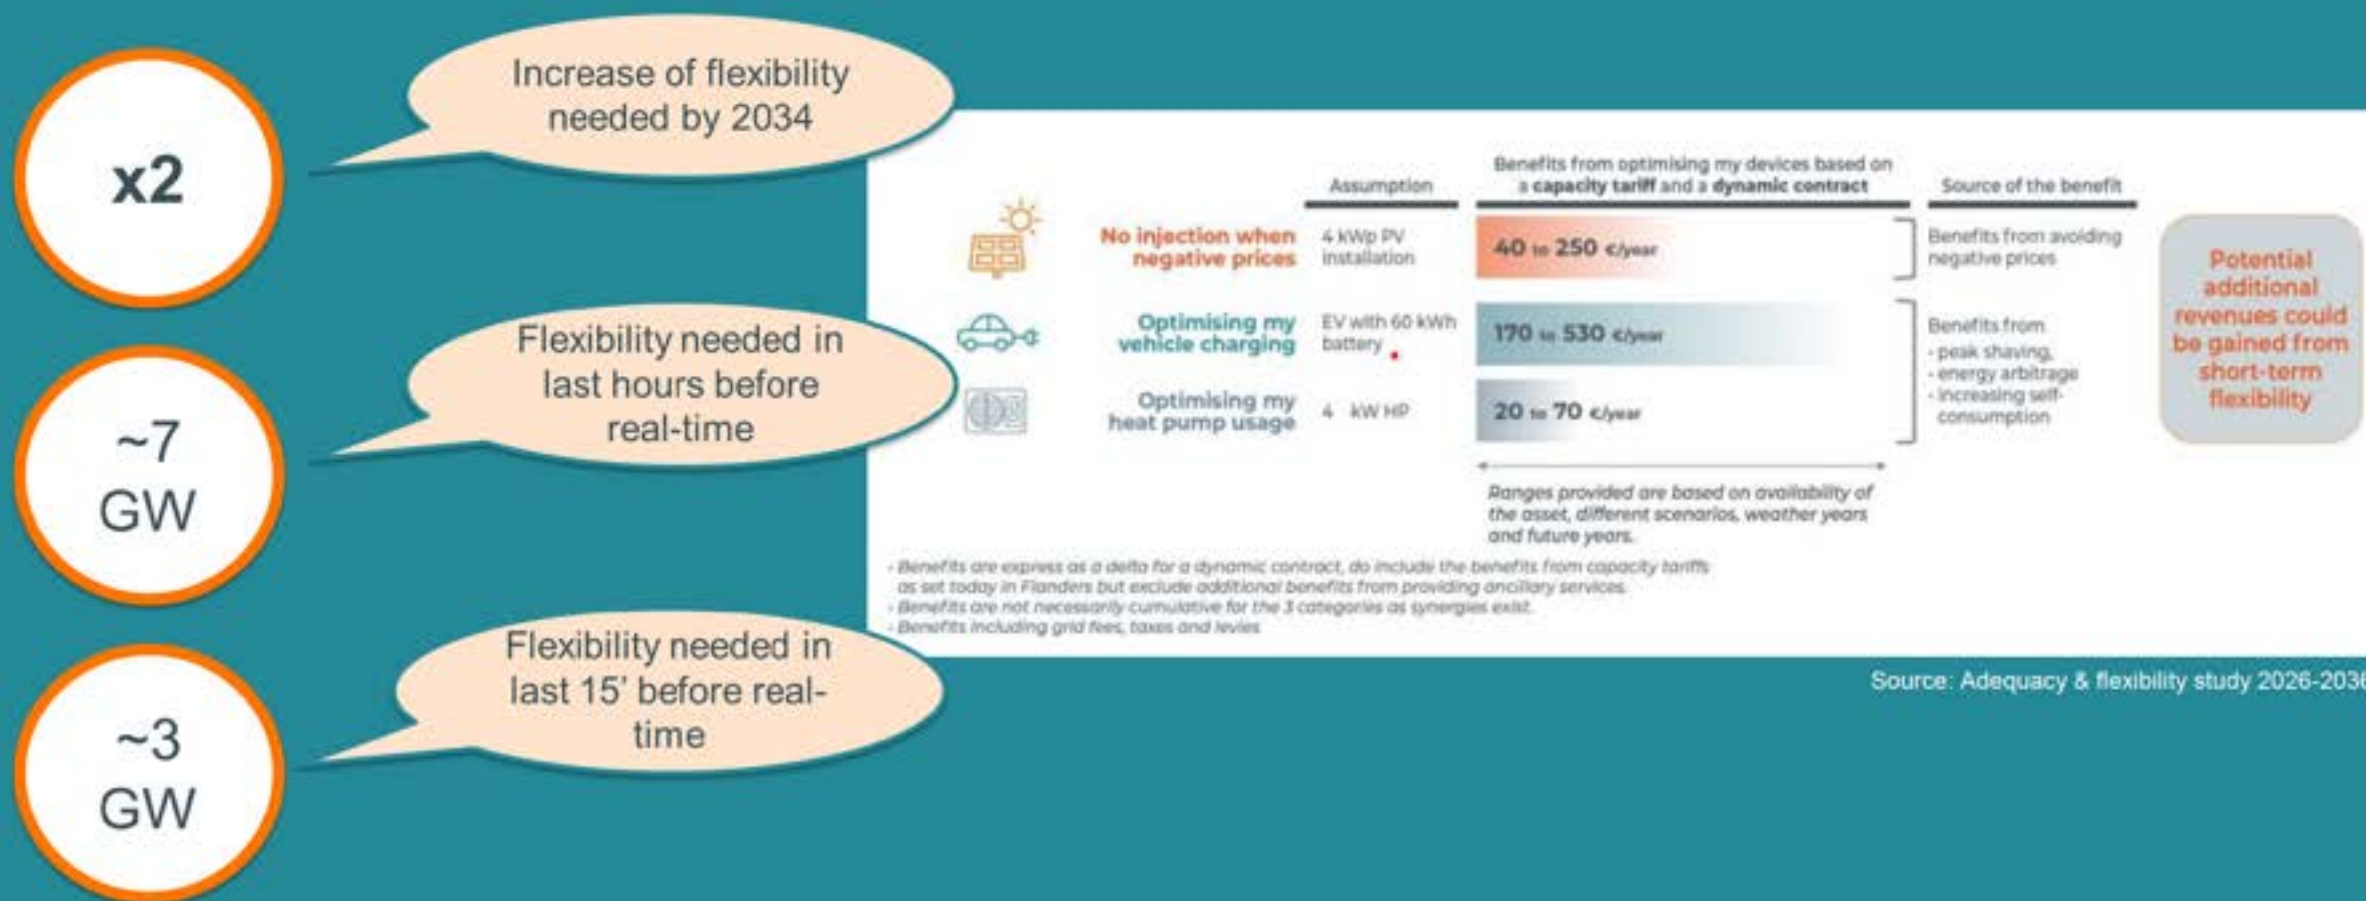 x2
Increase of flexibility
needed by 2034
~7
GW
Flexibility needed in
last hours before
real-time
~3
GW
Flexibility needed in
last 15' before real-
time
Assumption
Benefits from optimising my devices based on
a capacity tariff and a dynamic contract
Source of the benefit
No injection when
negative prices
4 kWp PV
installation
40 to 250 €/year
Benefits from avoiding
negative prices
Optimising my
vehicle charging
EV with 60 kWh
battery
170 to 530 €/year
Benefits from
- peak shaving,
- energy arbitrage
- increasing self-
consumption
Optimising my
heat pump usage
4 kW HP
20 to 70 €/year
Potential
additional
revenues could
be gained from
short-term
flexibility
Ranges provided are based on availability of
the asset, different scenarios, weather years
and future years.
- Benefits are express as a delta for a dynamic contract, do include the benefits from capacity tariffs
as set today in Flanders but exclude additional benefits from providing ancillary services.
- Benefits are not necessarily cumulative for the 3 categories as synergies exist.
- Benefits including grid fees, taxes and levies
Source: Adequacy & flexibility study 2026-2036